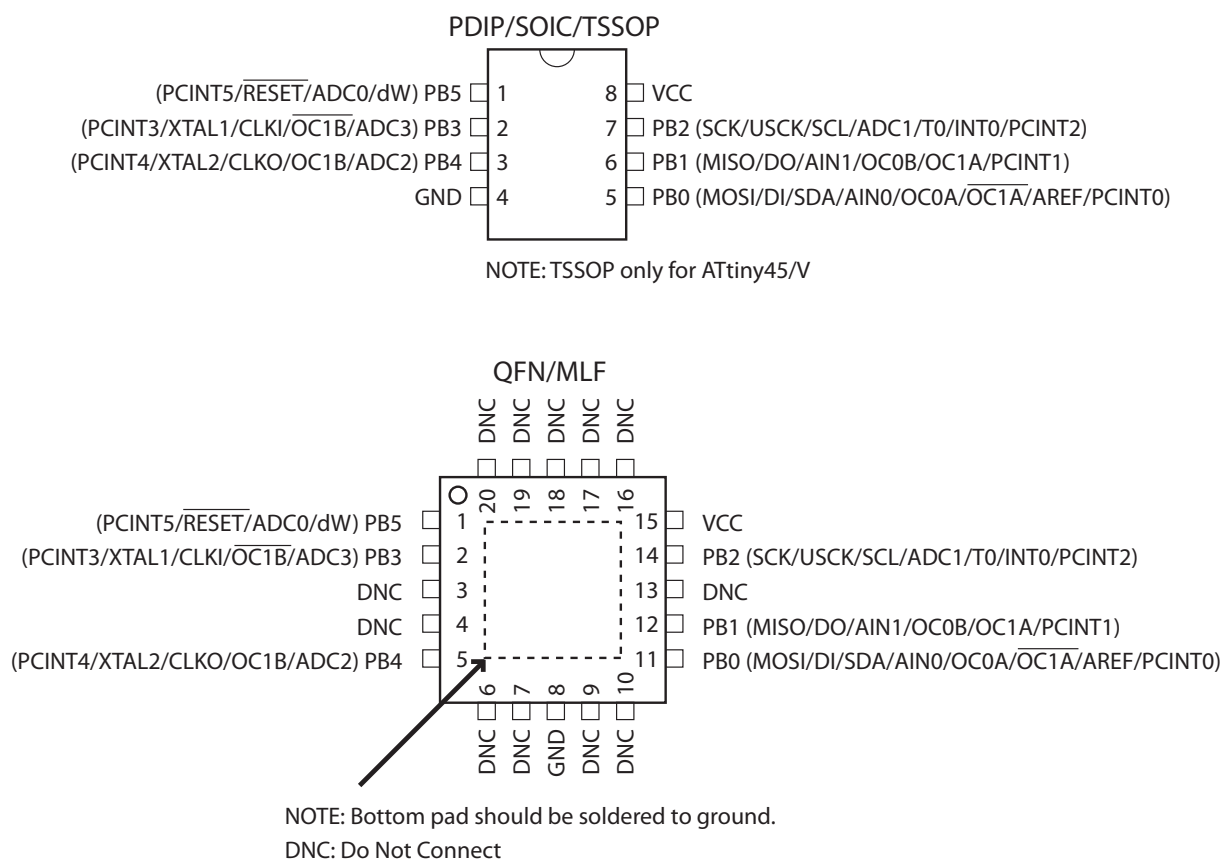 PDIP/SOIC/TSSOP
(PCINT5/RESET/ADC0/dW) PB5 1 8 VCC
(PCINT3/XTAL1/CLKI/OC1B/ADC3) PB3 2 7 PB2 (SCK/USCK/SCL/ADC1/T0/INT0/PCINT2)
(PCINT4/XTAL2/CLKO/OC1B/ADC2) PB4 3 6 PB1 (MISO/DO/AIN1/OC0B/OC1A/PCINT1)
GND 4 5 PB0 (MOSI/DI/SDA/AIN0/OC0A/OC1A/AREF/PCINT0)
NOTE: TSSOP only for ATtiny45/V
QFN/MLF
DNC DNC DNC DNC DNC
20 19 18 17 16
(PCINT5/RESET/ADC0/dW) PB5 1 15 VCC
(PCINT3/XTAL1/CLKI/OC1B/ADC3) PB3 2 14 PB2 (SCK/USCK/SCL/ADC1/T0/INT0/PCINT2)
DNC 3 13 DNC
DNC 4 12 PB1 (MISO/DO/AIN1/OC0B/OC1A/PCINT1)
(PCINT4/XTAL2/CLKO/OC1B/ADC2) PB4 5 11 PB0 (MOSI/DI/SDA/AIN0/OC0A/OC1A/AREF/PCINT0)
6 7 8 9 10
DNC DNC GND DNC DNC
NOTE: Bottom pad should be soldered to ground.
DNC: Do Not Connect